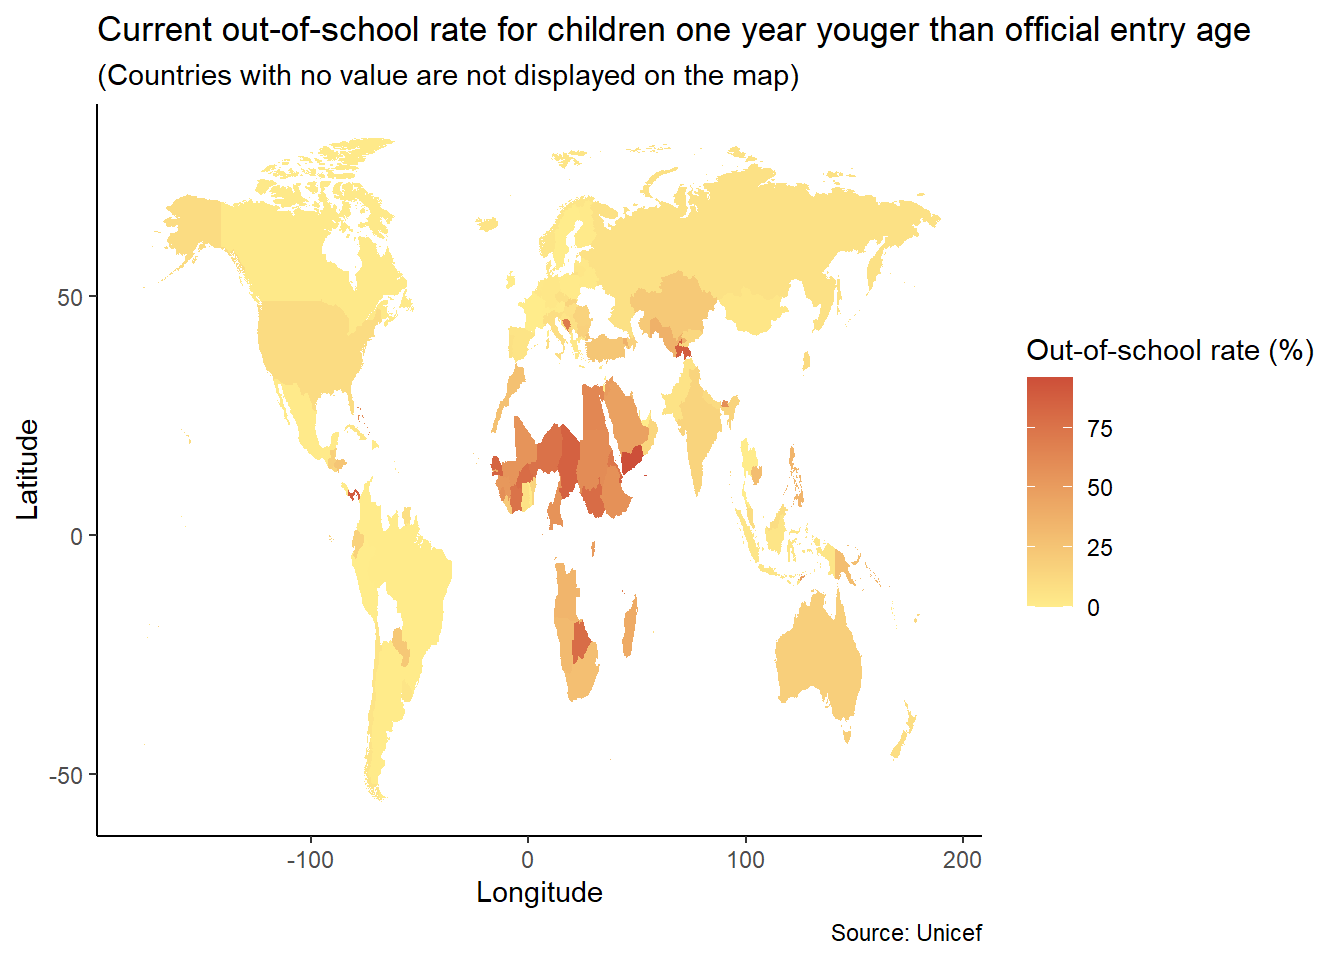 Current out-of-school rate for children one year youger than official entry age
(Countries with no value are not displayed on the map)
Latitude
50
0
-50
-100
0
100
200
Longitude
Out-of-school rate (%)
75
50
25
0
Source: Unicef